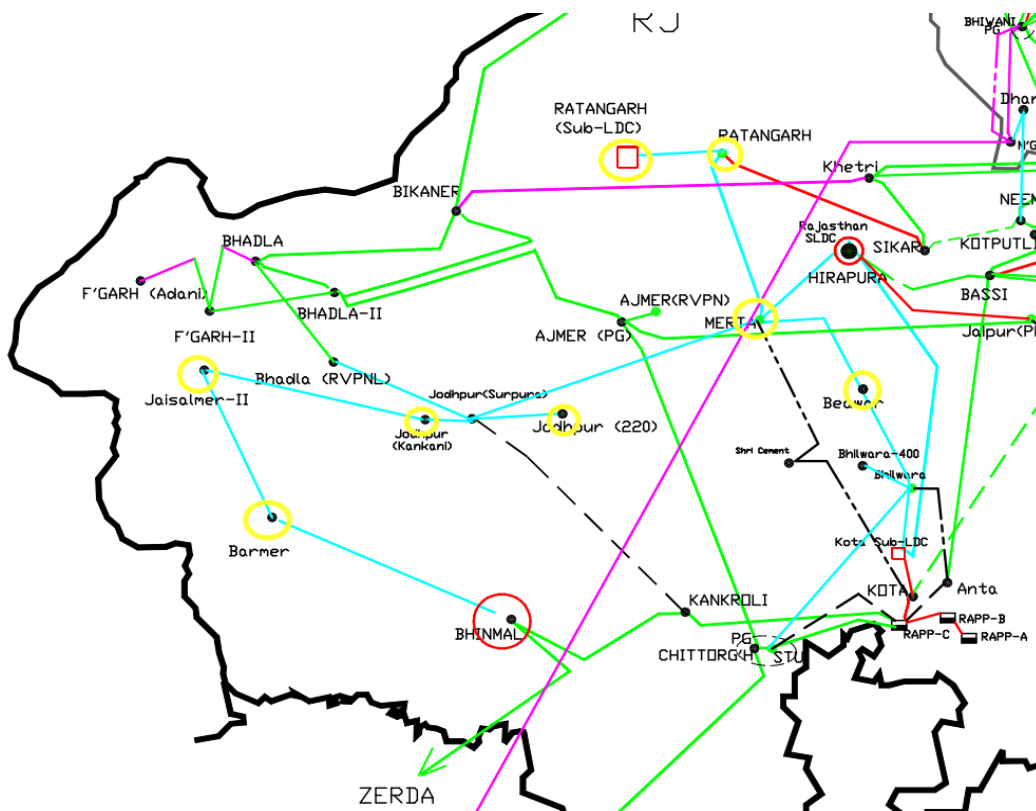 RJ
BHIWANI
PG
RATANGARH
(Sub-LDC)
RATANGARH
Dhar
N'G
Khetri
BIKANER
NEEM
Rajasthan
SLDC
SIKAR
KOTPUTLI
BHADLA
HIRAPURA
BASSI
F'GARH (Adani)
BHADLA-II
AJMER(RVPN)
MERTA
F'GARH-II
AJMER (PG)
Jaipur(P
Bhadla (RVPNL)
Jaisalmer-II
Jodhpur(Surpura)
Beawar
Jodhpur
(Kankani)
Jodhpur (220)
Shri Cement
Bhilwara-400
Bhilwara
Barmer
Kota Sub-LDC
KOTA
Anta
KANKROLI
RAPP-B
BHINMAL
RAPP-C
RAPP-A
PG
CHITTORGH
STU
ZERDA